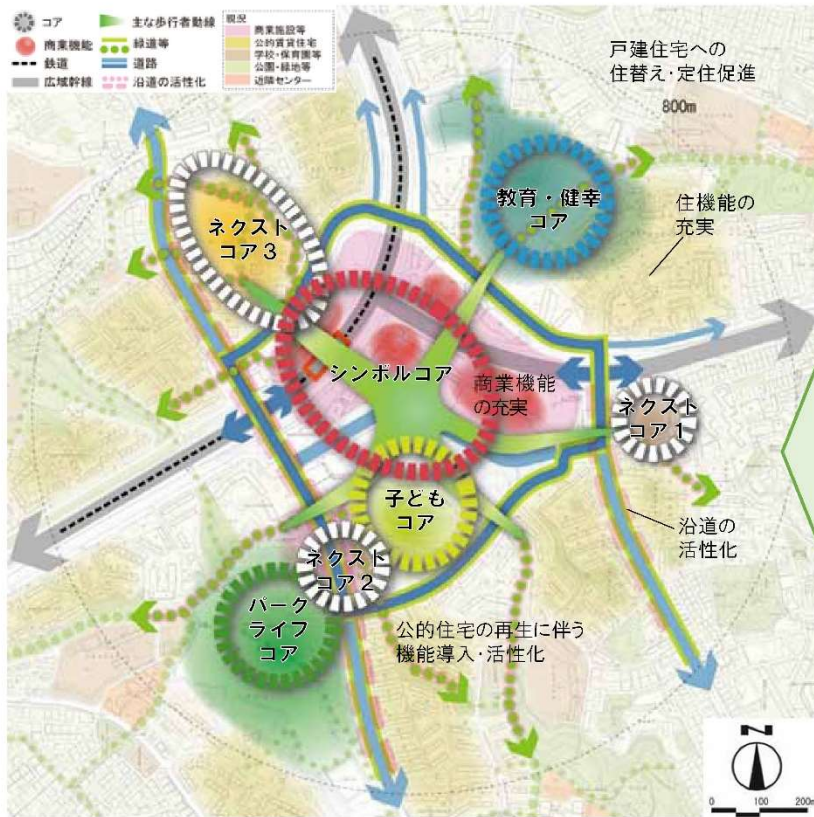 コア
主な歩行者動線
商業機能
緑道等
鉄道
道路
広域幹線
沿道の活性化
現況
商業施設等
公的賃貸住宅
学校・保育園等
公園・緑地等
近隣センター
戸建住宅への
住替え・定住促進
800m
教育・健幸
コア
住機能の
充実
ネクスト
コア3
シンボルコア
商業機能
の充実
ネクスト
コア1
子ども
コア
沿道の
活性化
ネクスト
コア2
パーク
ライフ
コア
公的住宅の再生に伴う
機能導入・活性化
N
0 100 200m